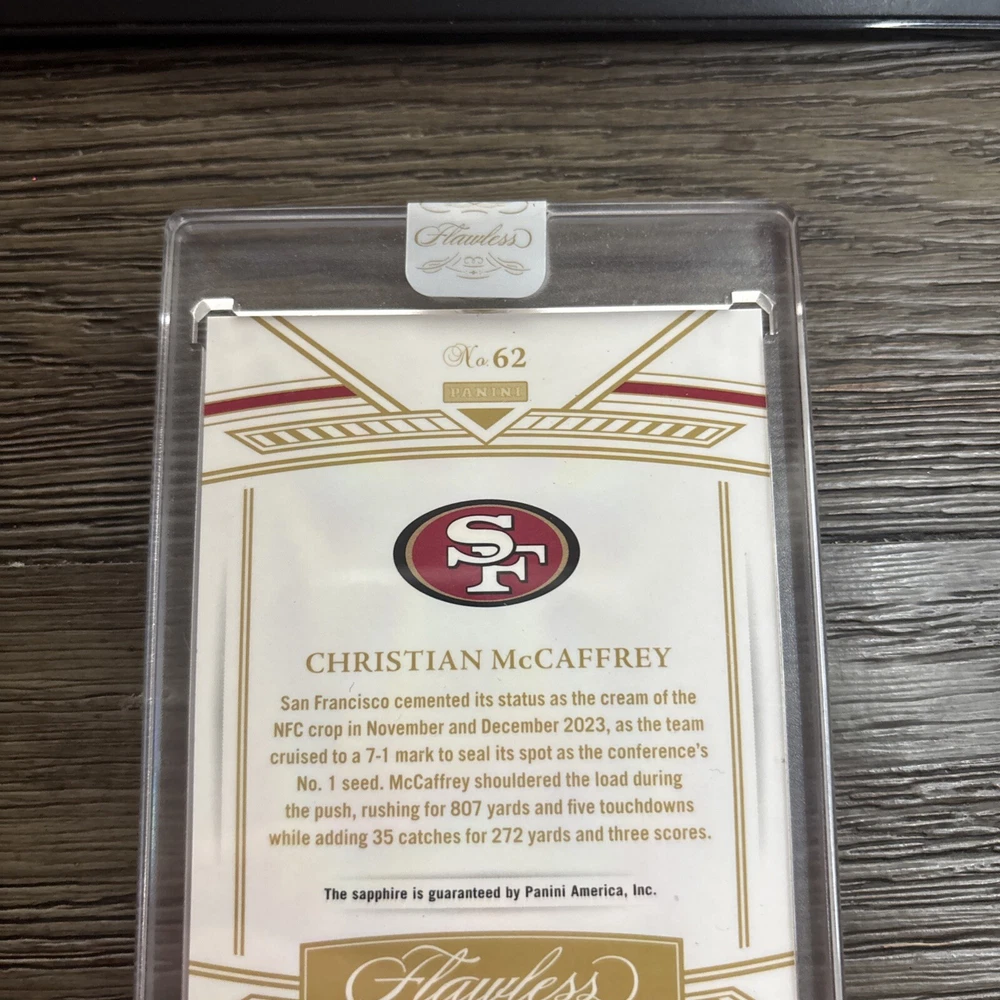 Flawless
No. 62
PANINI
SF
CHRISTIAN McCAFFREY
San Francisco cemented its status as the cream of the
NFC crop in November and December 2023, as the team
cruised to a 7-1 mark to seal its spot as the conference's
No. 1 seed. McCaffrey shouldered the load during
the push, rushing for 807 yards and five touchdowns
while adding 35 catches for 272 yards and three scores.
The sapphire is guaranteed by Panini America, Inc.
Flawless